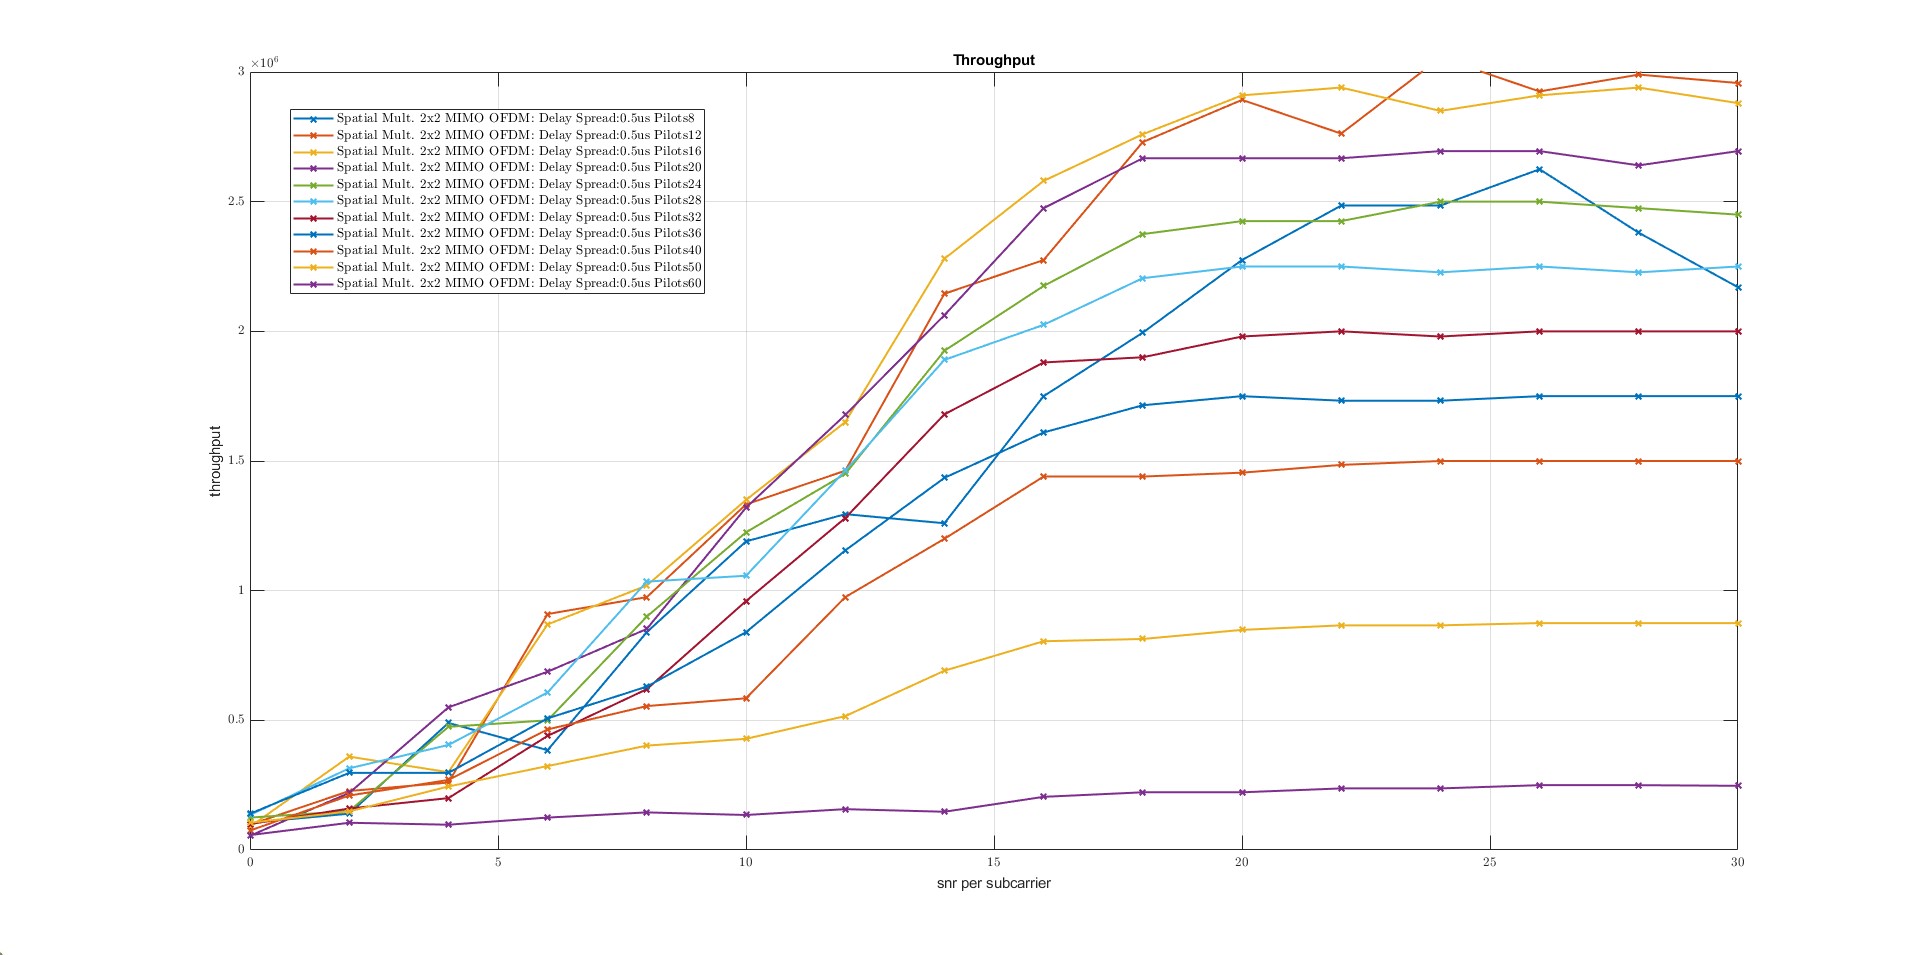 Throughput
×10⁶
3
2.5
2
1.5
1
0.5
0
throughput
Spatial Mult. 2x2 MIMO OFDM: Delay Spread:0.5us Pilots8
Spatial Mult. 2x2 MIMO OFDM: Delay Spread:0.5us Pilots12
Spatial Mult. 2x2 MIMO OFDM: Delay Spread:0.5us Pilots16
Spatial Mult. 2x2 MIMO OFDM: Delay Spread:0.5us Pilots20
Spatial Mult. 2x2 MIMO OFDM: Delay Spread:0.5us Pilots24
Spatial Mult. 2x2 MIMO OFDM: Delay Spread:0.5us Pilots28
Spatial Mult. 2x2 MIMO OFDM: Delay Spread:0.5us Pilots32
Spatial Mult. 2x2 MIMO OFDM: Delay Spread:0.5us Pilots36
Spatial Mult. 2x2 MIMO OFDM: Delay Spread:0.5us Pilots40
Spatial Mult. 2x2 MIMO OFDM: Delay Spread:0.5us Pilots50
Spatial Mult. 2x2 MIMO OFDM: Delay Spread:0.5us Pilots60
0 5 10 15 20 25 30
snr per subcarrier